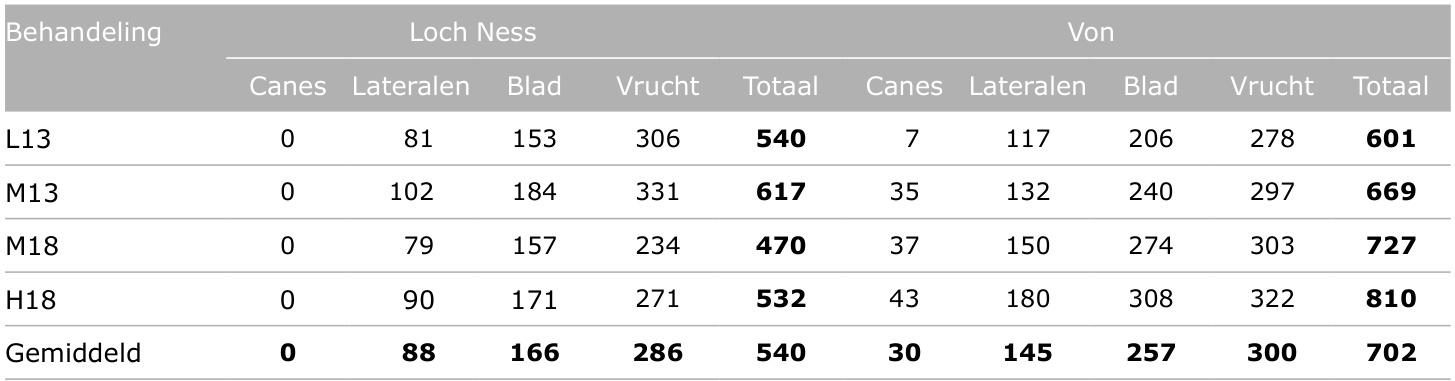 Behandeling Loch Ness Von
Canes Lateralen Blad Vrucht Totaal Canes Lateralen Blad Vrucht Totaal
L13 0 81 153 306 540 7 117 206 278 601
M13 0 102 184 331 617 35 132 240 297 669
M18 0 79 157 234 470 37 150 274 303 727
H18 0 90 171 271 532 43 180 308 322 810
Gemiddeld 0 88 166 286 540 30 145 257 300 702